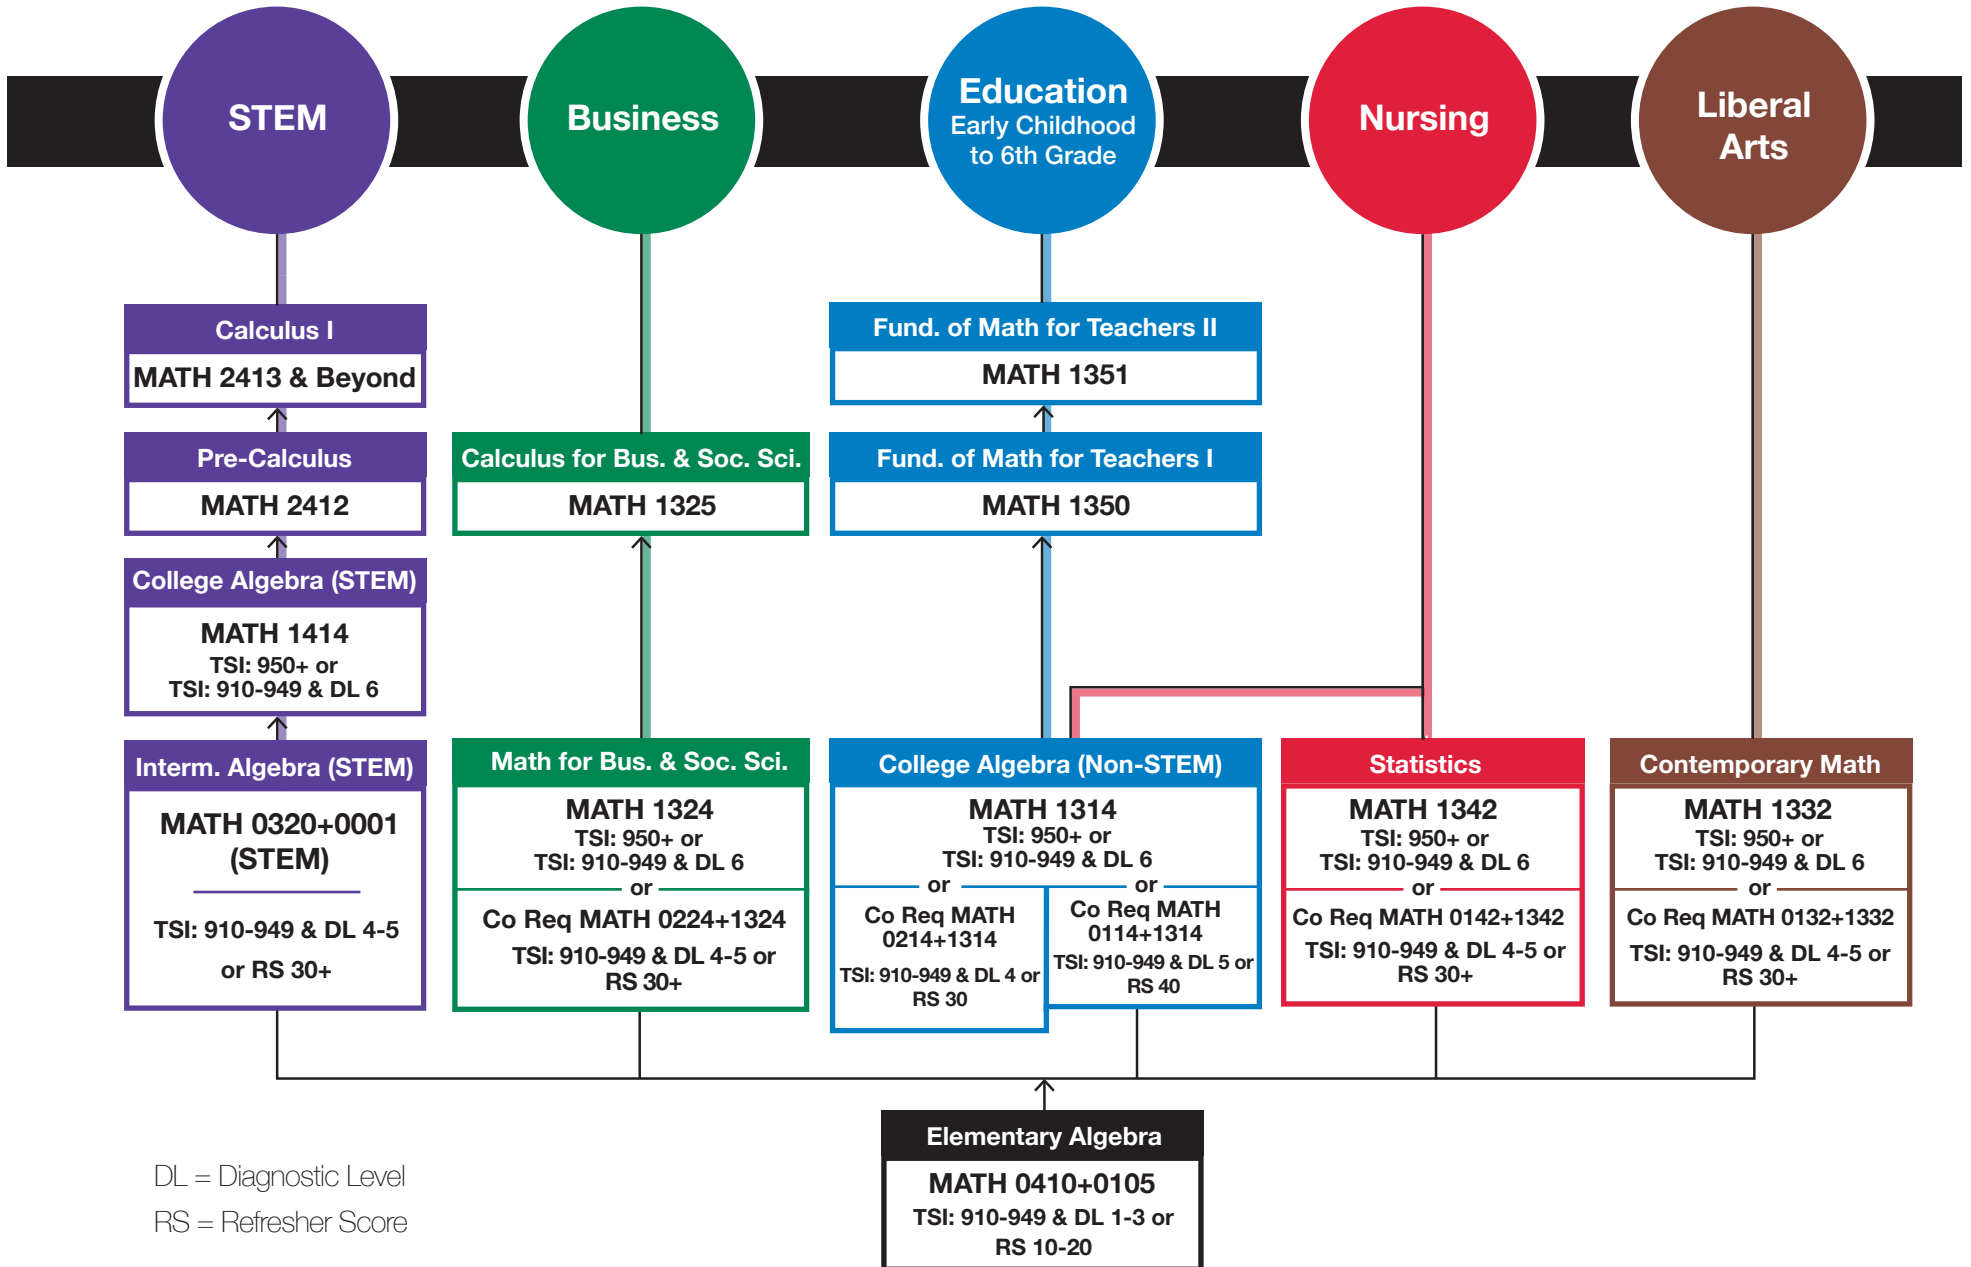 STEM
Business
Education
Early Childhood
to 6th Grade
Nursing
Liberal
Arts
Calculus I
MATH 2413 & Beyond
Pre-Calculus
MATH 2412
College Algebra (STEM)
MATH 1414
TSI: 950+ or
TSI: 910-949 & DL 6
Interm. Algebra (STEM)
MATH 0320+0001
(STEM)
TSI: 910-949 & DL 4-5
or RS 30+
Calculus for Bus. & Soc. Sci.
MATH 1325
Math for Bus. & Soc. Sci.
MATH 1324
TSI: 950+ or
TSI: 910-949 & DL 6
or
Co Req MATH 0224+1324
TSI: 910-949 & DL 4-5 or
RS 30+
Fund. of Math for Teachers II
MATH 1351
Fund. of Math for Teachers I
MATH 1350
College Algebra (Non-STEM)
MATH 1314
TSI: 950+ or
TSI: 910-949 & DL 6
or
Co Req MATH
0214+1314
TSI: 910-949 & DL 4 or
RS 30
or
Co Req MATH
0114+1314
TSI: 910-949 & DL 5 or
RS 40
Statistics
MATH 1342
TSI: 950+ or
TSI: 910-949 & DL 6
or
Co Req MATH 0142+1342
TSI: 910-949 & DL 4-5 or
RS 30+
Contemporary Math
MATH 1332
TSI: 950+ or
TSI: 910-949 & DL 6
or
Co Req MATH 0132+1332
TSI: 910-949 & DL 4-5 or
RS 30+
Elementary Algebra
MATH 0410+0105
TSI: 910-949 & DL 1-3 or
RS 10-20
DL = Diagnostic Level
RS = Refresher Score